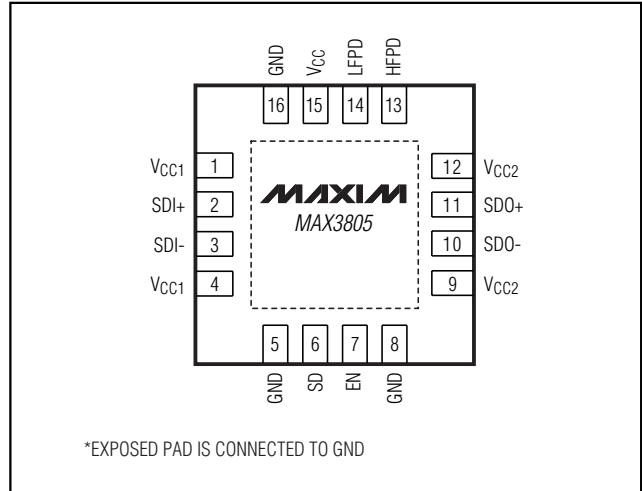 GND VCC LFPD HFPD
16 15 14 13
VCC1 1 12 VCC2
SDI+ 2 MAXIM 11 SDO+
MAX3805
SDI- 3 10 SDO-
VCC1 4 9 VCC2
5 6 7 8
GND SD EN GND
*EXPOSED PAD IS CONNECTED TO GND